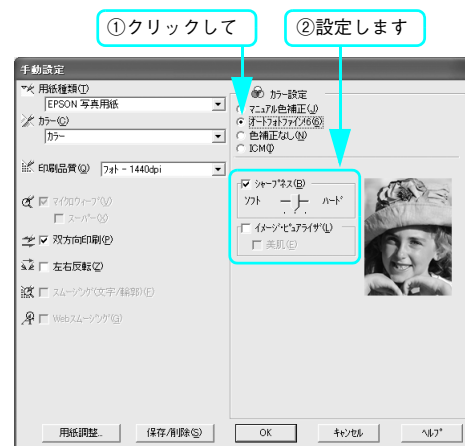 ①クリックして
②設定します
手動設定
用紙種類(T)
EPSON 写真用紙
カラー(C)
カラー
印刷品質(Q) フォト - 1440dpi
マイクロウィーブ(V)
スーパー(X)
双方向印刷(P)
左右反転(Z)
スムージング(文字/輪郭)(F)
Webスムージング(G)
カラー設定
マニュアル色補正(J)
オートフォトファイン!6(6)
色補正なし(N)
ICM(I)
シャープネス(B)
ソフト ハード
イメージ・ピュアライザ(L)
美肌(E)
用紙調整... 保存/削除(S) OK キャンセル ヘルプ